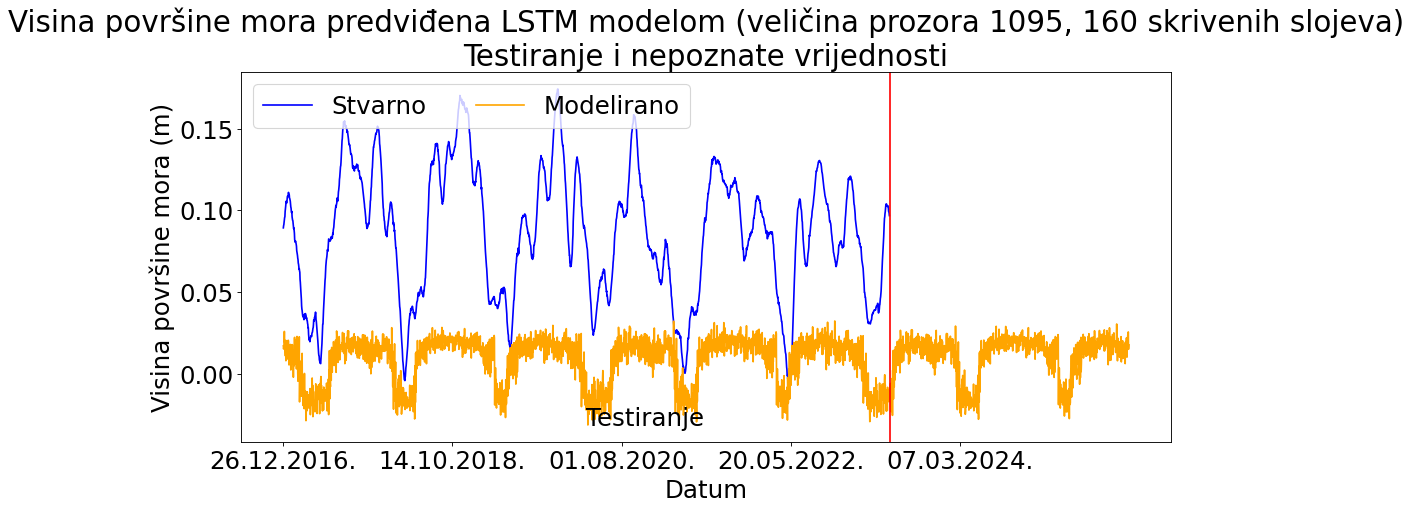 Visina površine mora predviđena LSTM modelom (veličina prozora 1095, 160 skrivenih slojeva)
Testiranje i nepoznate vrijednosti
Stvarno Modelirano
Visina površine mora (m)
0.15
0.10
0.05
0.00
Testiranje
26.12.2016. 14.10.2018. 01.08.2020. 20.05.2022. 07.03.2024.
Datum